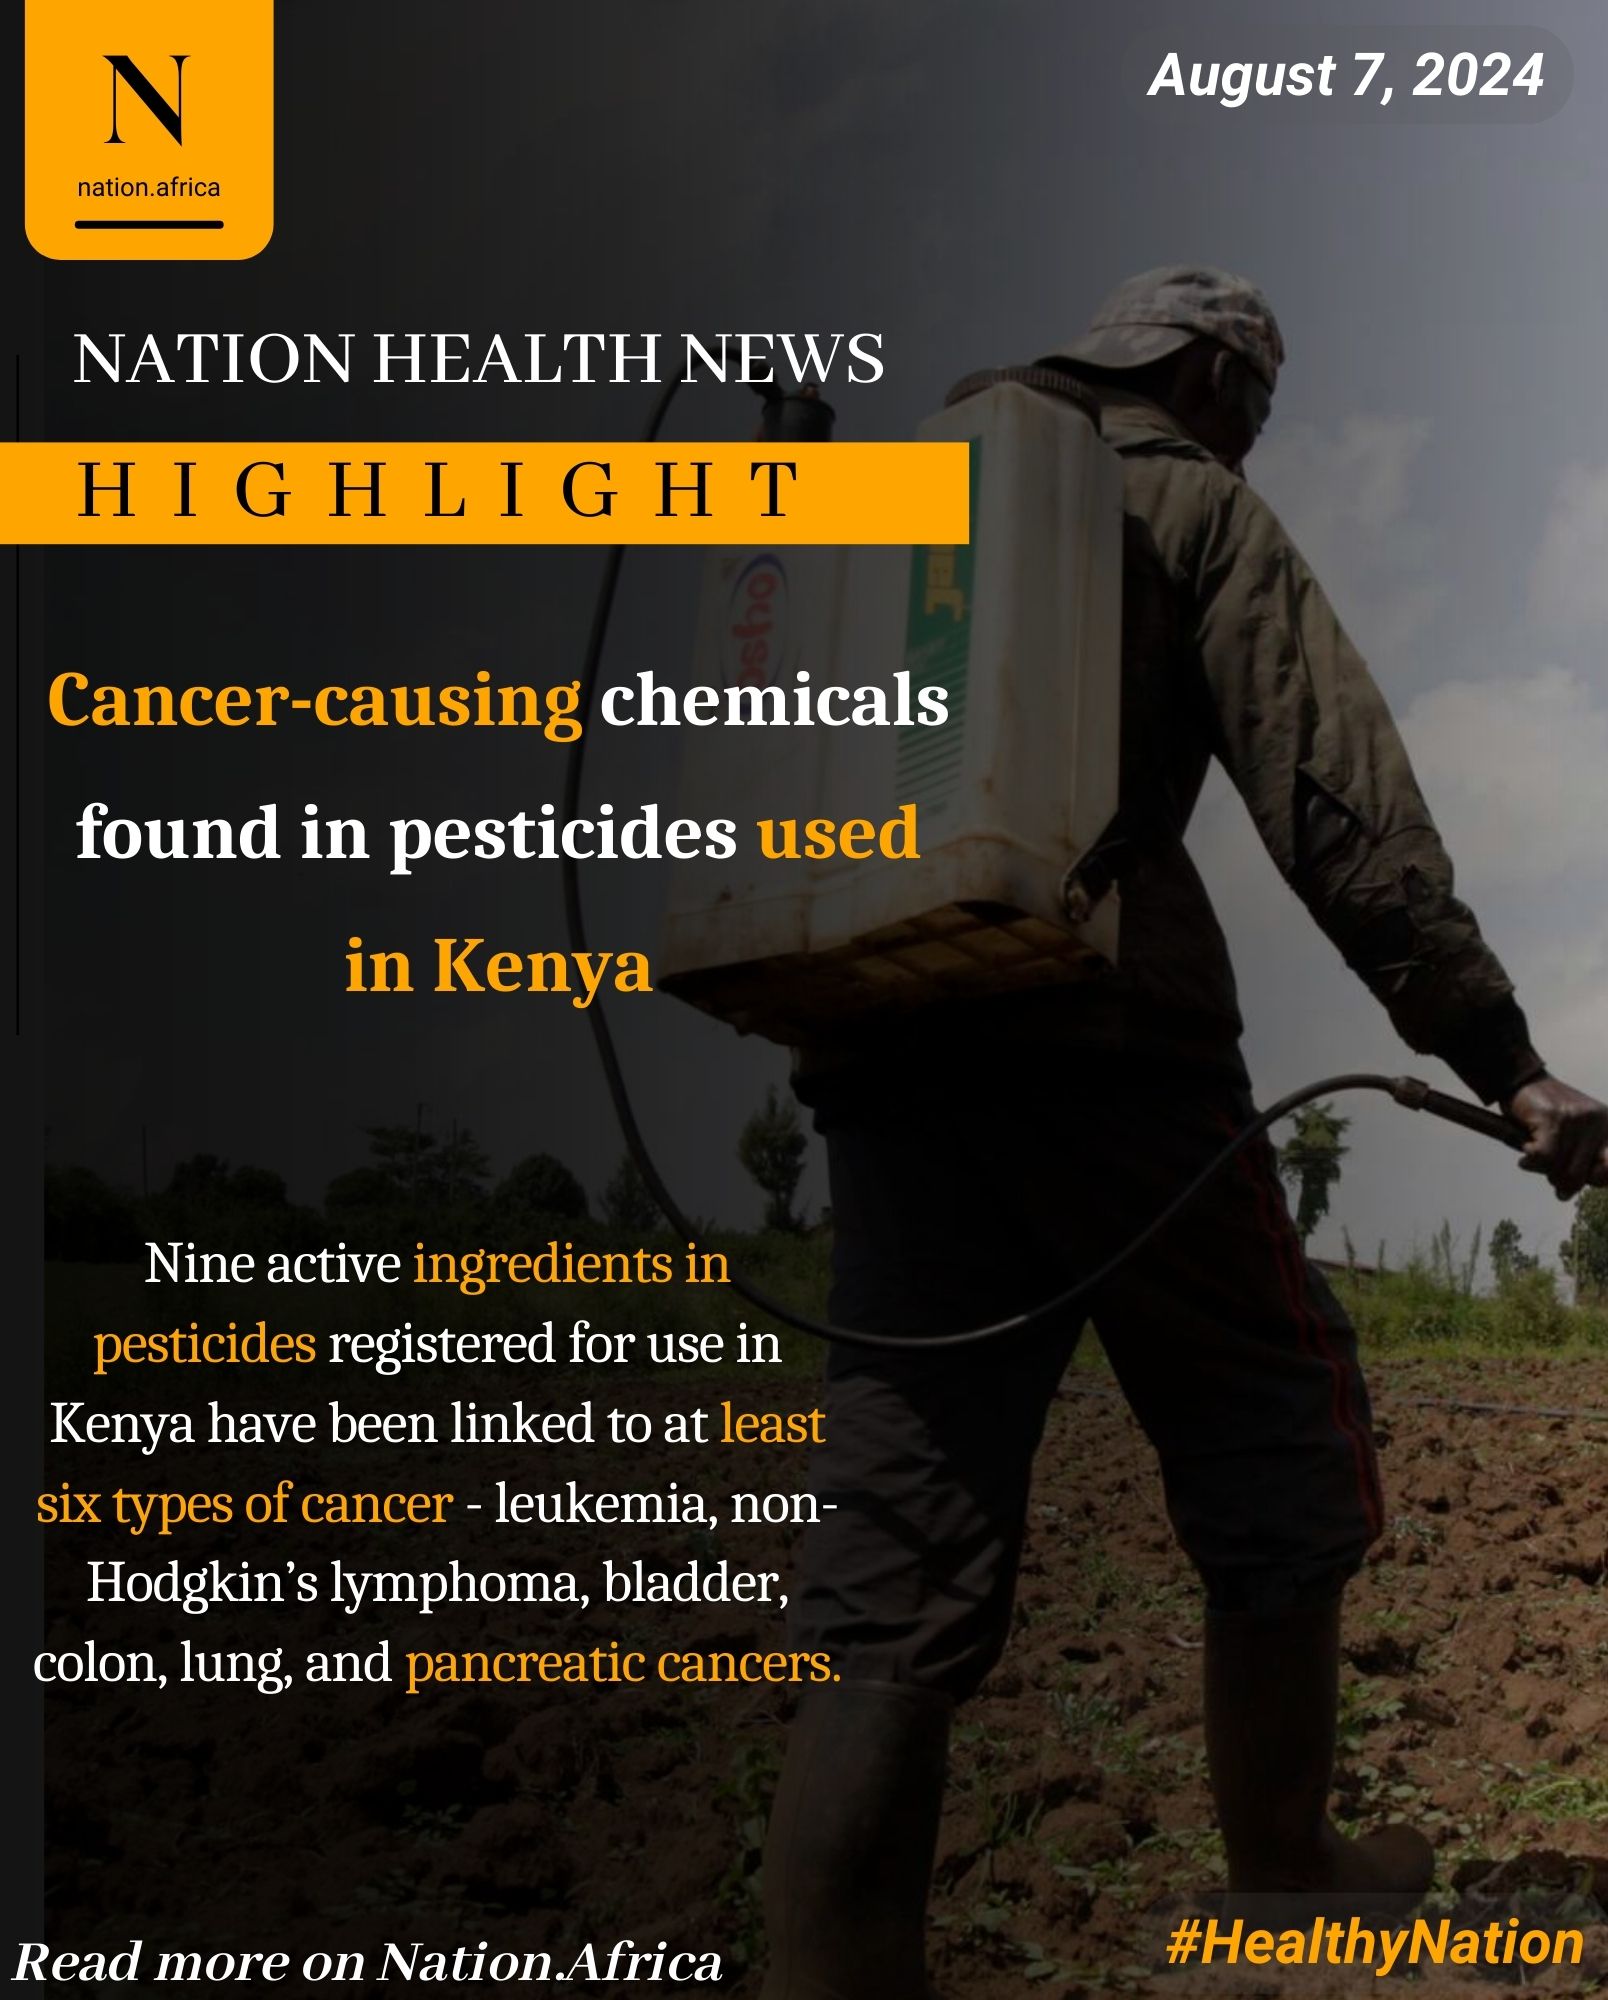 N
nation.africa
August 7, 2024
NATION HEALTH NEWS
HIGHLIGHT
Cancer-causing chemicals
found in pesticides used
in Kenya
Nine active ingredients in
pesticides registered for use in
Kenya have been linked to at least
six types of cancer - leukemia, non-
Hodgkin’s lymphoma, bladder,
colon, lung, and pancreatic cancers.
Read more on Nation.Africa
#HealthyNation